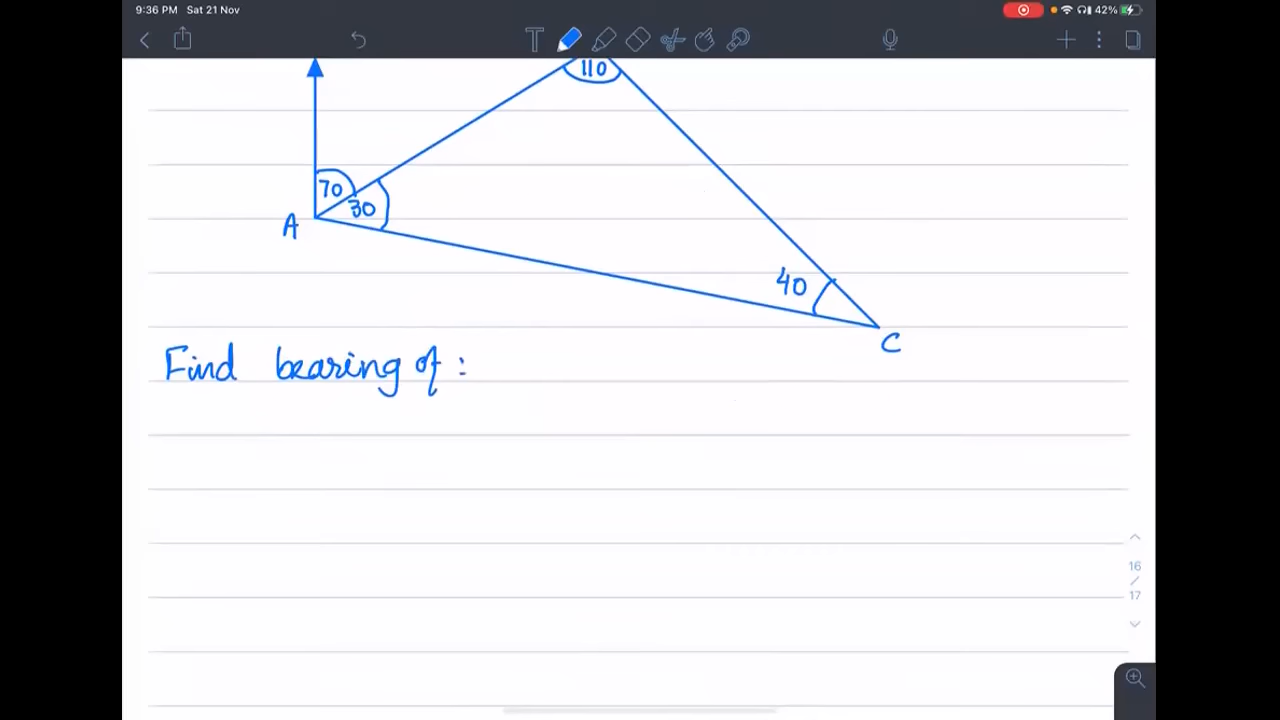 9:36 PM Sat 21 Nov 42%
T
110
70
30
A
40
C
Find bearing of :
16
/
17